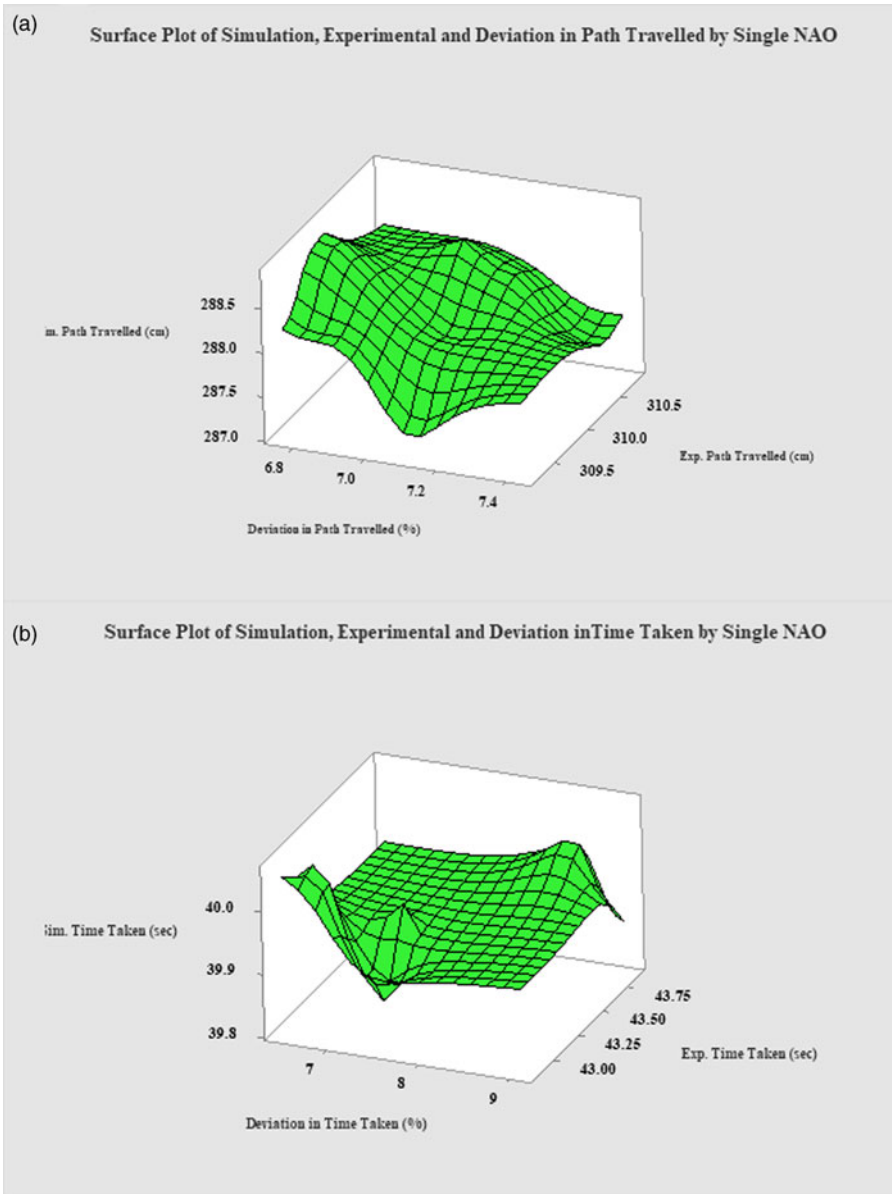 (a)
Surface Plot of Simulation, Experimental and Deviation in Path Travelled by Single NAO
288.5
im. Path Travelled (cm)
288.0
287.5
287.0
6.8
7.0
7.2
7.4
310.5
310.0
309.5
Exp. Path Travelled (cm)
Deviation in Path Travelled (%)
(b)
Surface Plot of Simulation, Experimental and Deviation inTime Taken by Single NAO
40.0
Sim. Time Taken (sec)
39.9
39.8
7
8
9
43.75
43.50
43.25
43.00
Exp. Time Taken (sec)
Deviation in Time Taken (%)